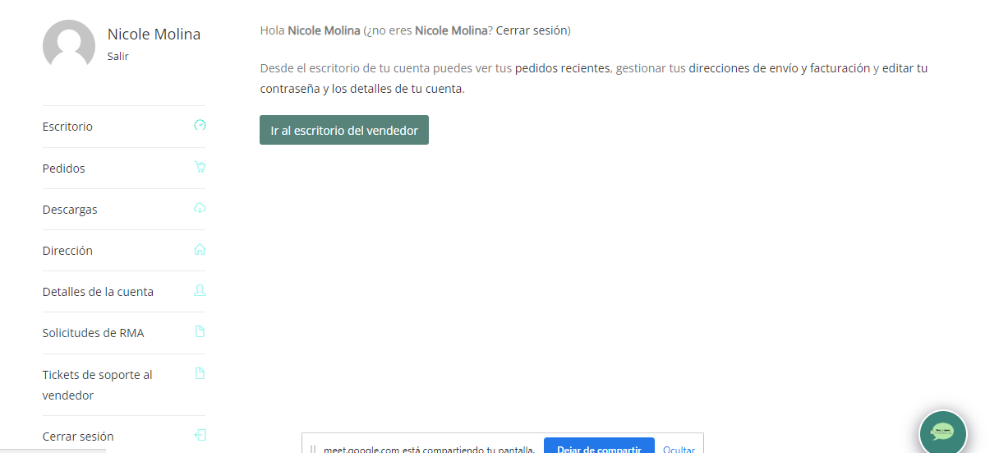 Nicole Molina
Salir
Escritorio
Pedidos
Descargas
Dirección
Detalles de la cuenta
Solicitudes de RMA
Tickets de soporte al
vendedor
Cerrar sesión
Hola Nicole Molina (¿no eres Nicole Molina? Cerrar sesión)
Desde el escritorio de tu cuenta puedes ver tus pedidos recientes, gestionar tus direcciones de envío y facturación y editar tu
contraseña y los detalles de tu cuenta.
Ir al escritorio del vendedor
meet.google.com está compartiendo tu pantalla.
Dejar de compartir
Ocultar